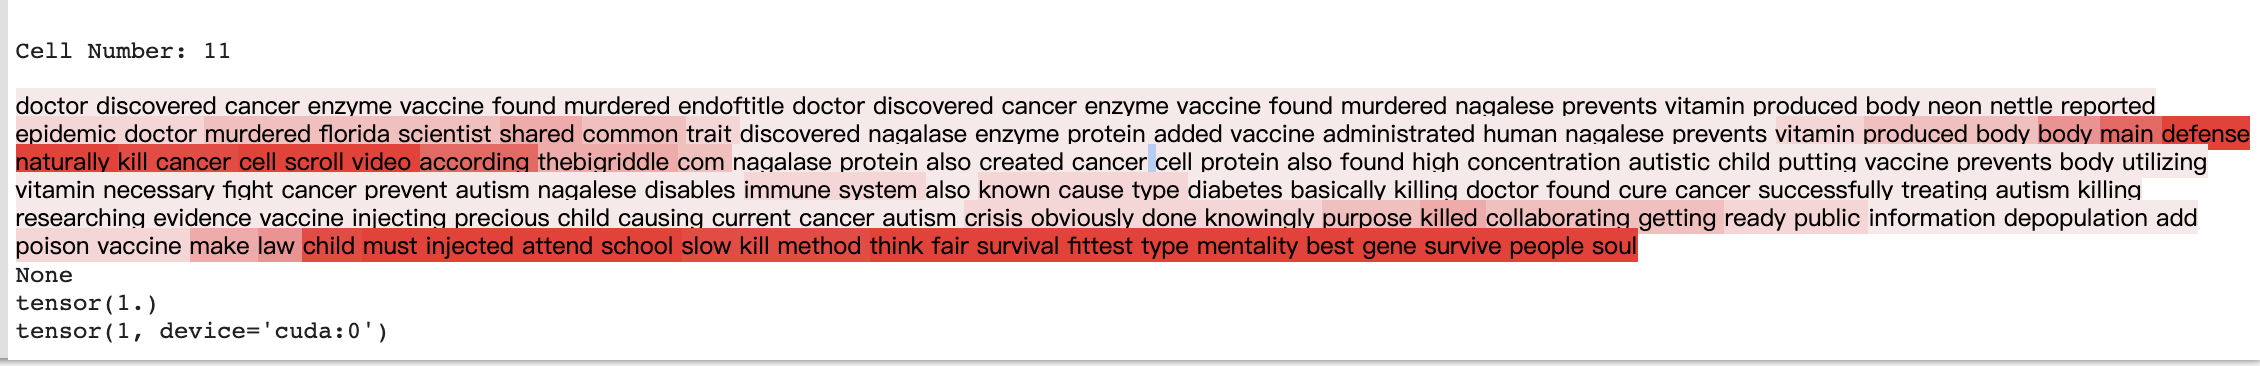 Cell Number: 11
doctor discovered cancer enzyme vaccine found murdered endoftitle doctor discovered cancer enzyme vaccine found murdered nagalese prevents vitamin produced body neon nettle reported
epidemic doctor murdered florida scientist shared common trait discovered nagalase enzyme protein added vaccine administrated human nagalese prevents vitamin produced body body main defense
naturally kill cancer cell scroll video according thebigriddle com nagalase protein also created cancer cell protein also found high concentration autistic child putting vaccine prevents body utilizing
vitamin necessary fight cancer prevent autism nagalese disables immune system also known cause type diabetes basically killing doctor found cure cancer successfully treating autism killing
researching evidence vaccine injecting precious child causing current cancer autism crisis obviously done knowingly purpose killed collaborating getting ready public information depopulation add
poison vaccine make law child must injected attend school slow kill method think fair survival fittest type mentality best gene survive people soul
None
tensor(1.)
tensor(1, device='cuda:0')